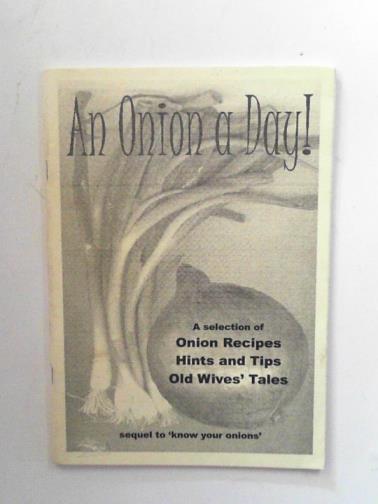 An Onion a Day!
A selection of
Onion Recipes
Hints and Tips
Old Wives' Tales
sequel to 'know your onions'